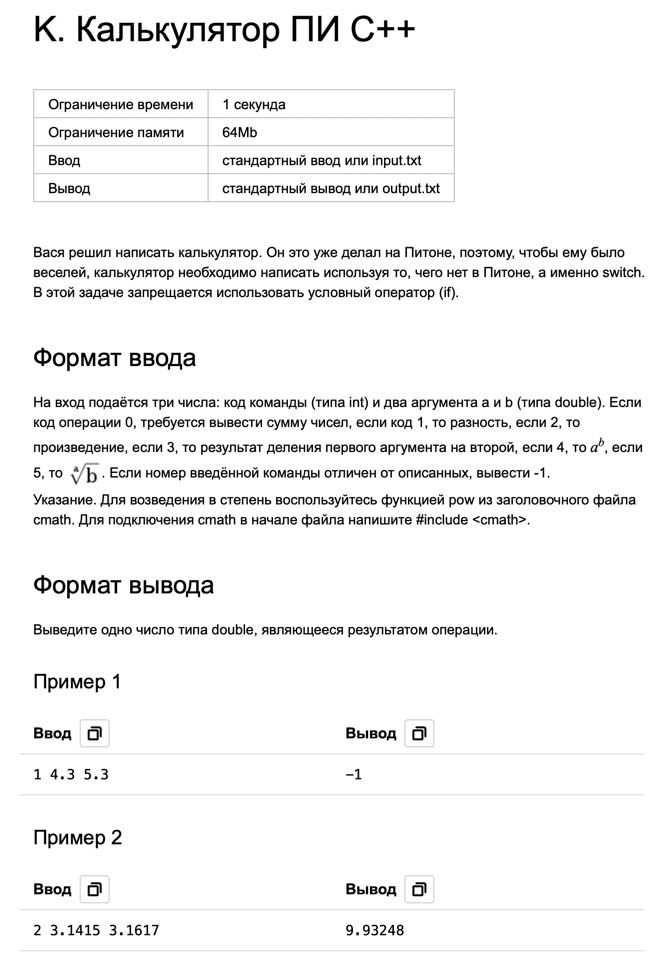 K. Калькулятор ПИ C++
Ограничение времени 1 секунда
Ограничение памяти 64Mb
Ввод стандартный ввод или input.txt
Вывод стандартный вывод или output.txt
Вася решил написать калькулятор. Он это уже делал на Питоне, поэтому, чтобы ему было
веселей, калькулятор необходимо написать используя то, чего нет в Питоне, а именно switch.
В этой задаче запрещается использовать условный оператор (if).
Формат ввода
На вход подаётся три числа: код команды (типа int) и два аргумента a и b (типа double). Если
код операции 0, требуется вывести сумму чисел, если код 1, то разность, если 2, то
произведение, если 3, то результат деления первого аргумента на второй, если 4, то a^b, если
5, то ᵃ√b . Если номер введённой команды отличен от описанных, вывести -1.
Указание. Для возведения в степень воспользуйтесь функцией pow из заголовочного файла
cmath. Для подключения cmath в начале файла напишите #include <cmath>.
Формат вывода
Выведите одно число типа double, являющееся результатом операции.
Пример 1
Ввод Вывод
1 4.3 5.3 -1
Пример 2
Ввод Вывод
2 3.1415 3.1617 9.93248